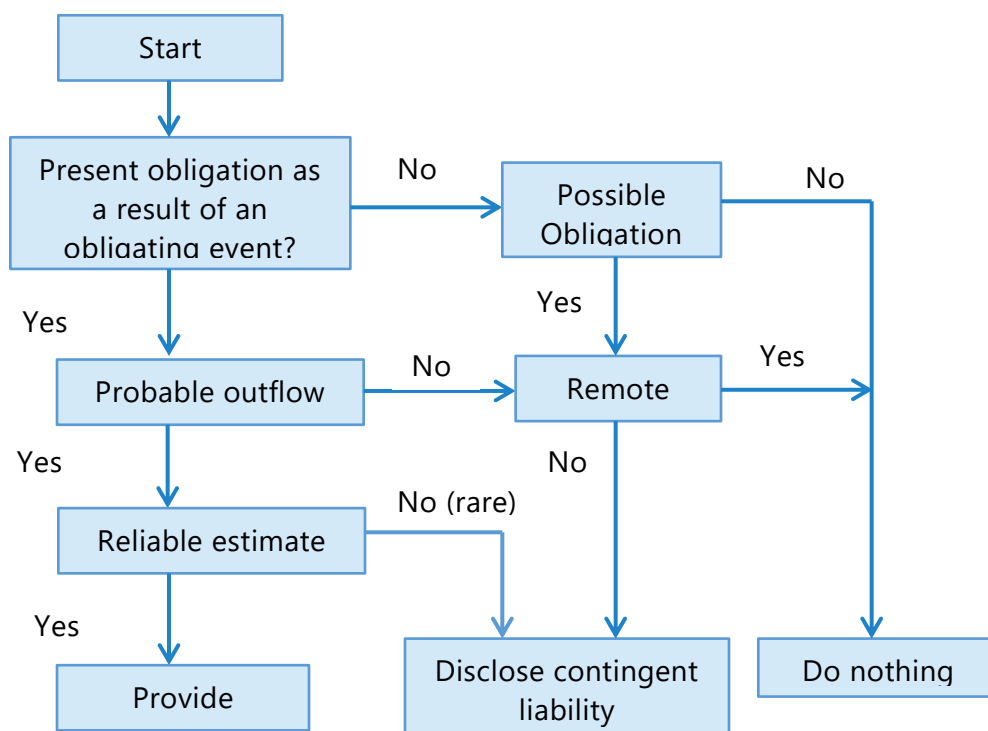 Start
Present obligation as
a result of an
obligating event?
No
Possible
Obligation
No
Yes
Yes
Probable outflow
No
Remote
Yes
Yes
No
No (rare)
Reliable estimate
Yes
Provide
Disclose contingent
liability
Do nothing